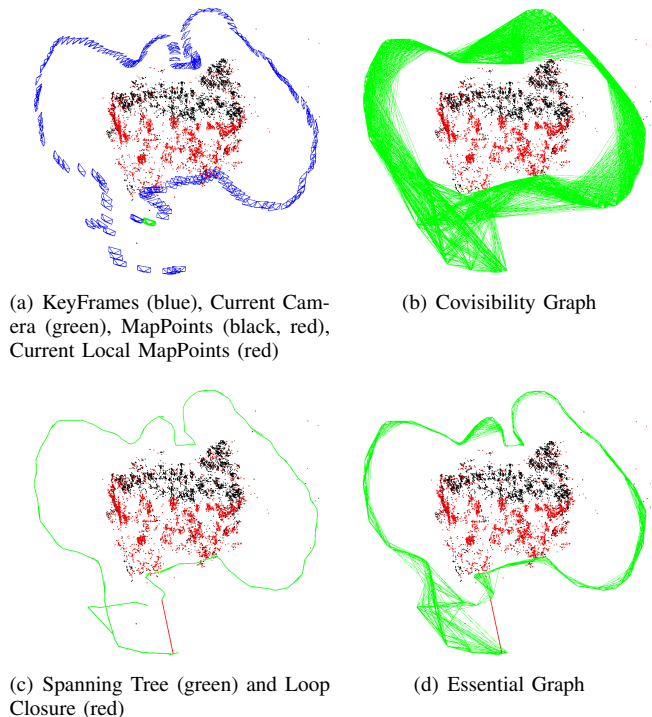 (a) KeyFrames (blue), Current Cam-
era (green), MapPoints (black, red),
Current Local MapPoints (red)
(b) Covisibility Graph
(c) Spanning Tree (green) and Loop
Closure (red)
(d) Essential Graph